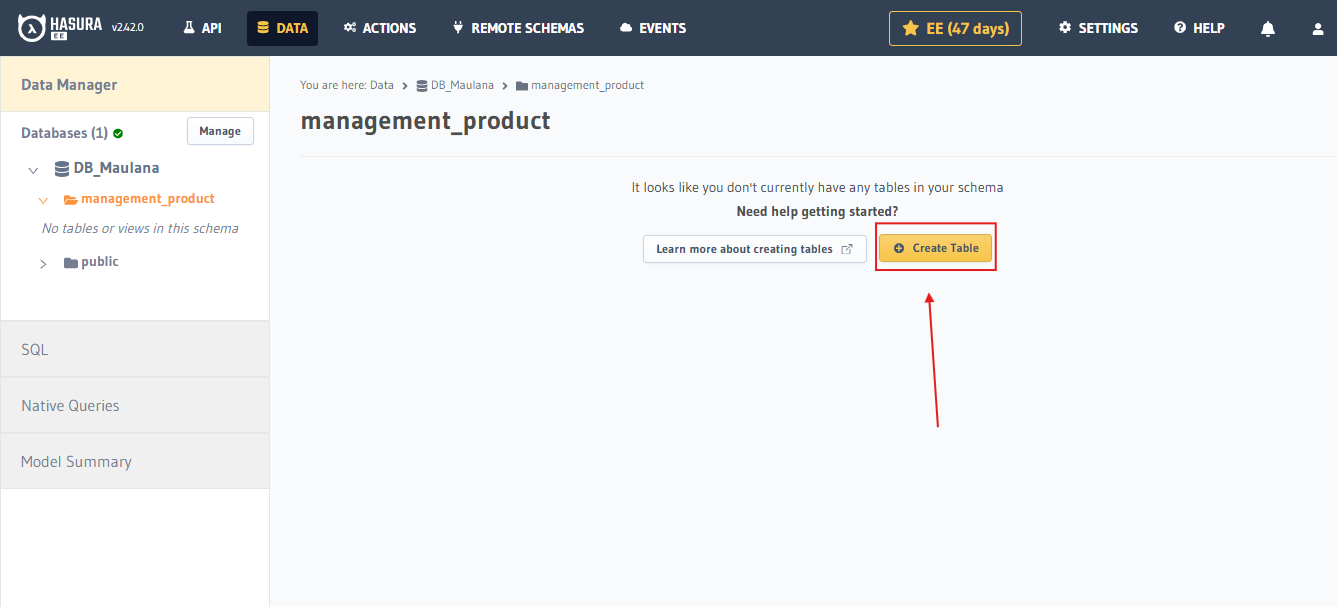 HASURA EE v2.42.0 API DATA ACTIONS REMOTE SCHEMAS EVENTS EE (47 days) SETTINGS HELP
Data Manager
Databases (1) Manage
DB_Maulana
management_product
No tables or views in this schema
public
SQL
Native Queries
Model Summary
You are here: Data > DB_Maulana > management_product
management_product
It looks like you don't currently have any tables in your schema
Need help getting started?
Learn more about creating tables Create Table